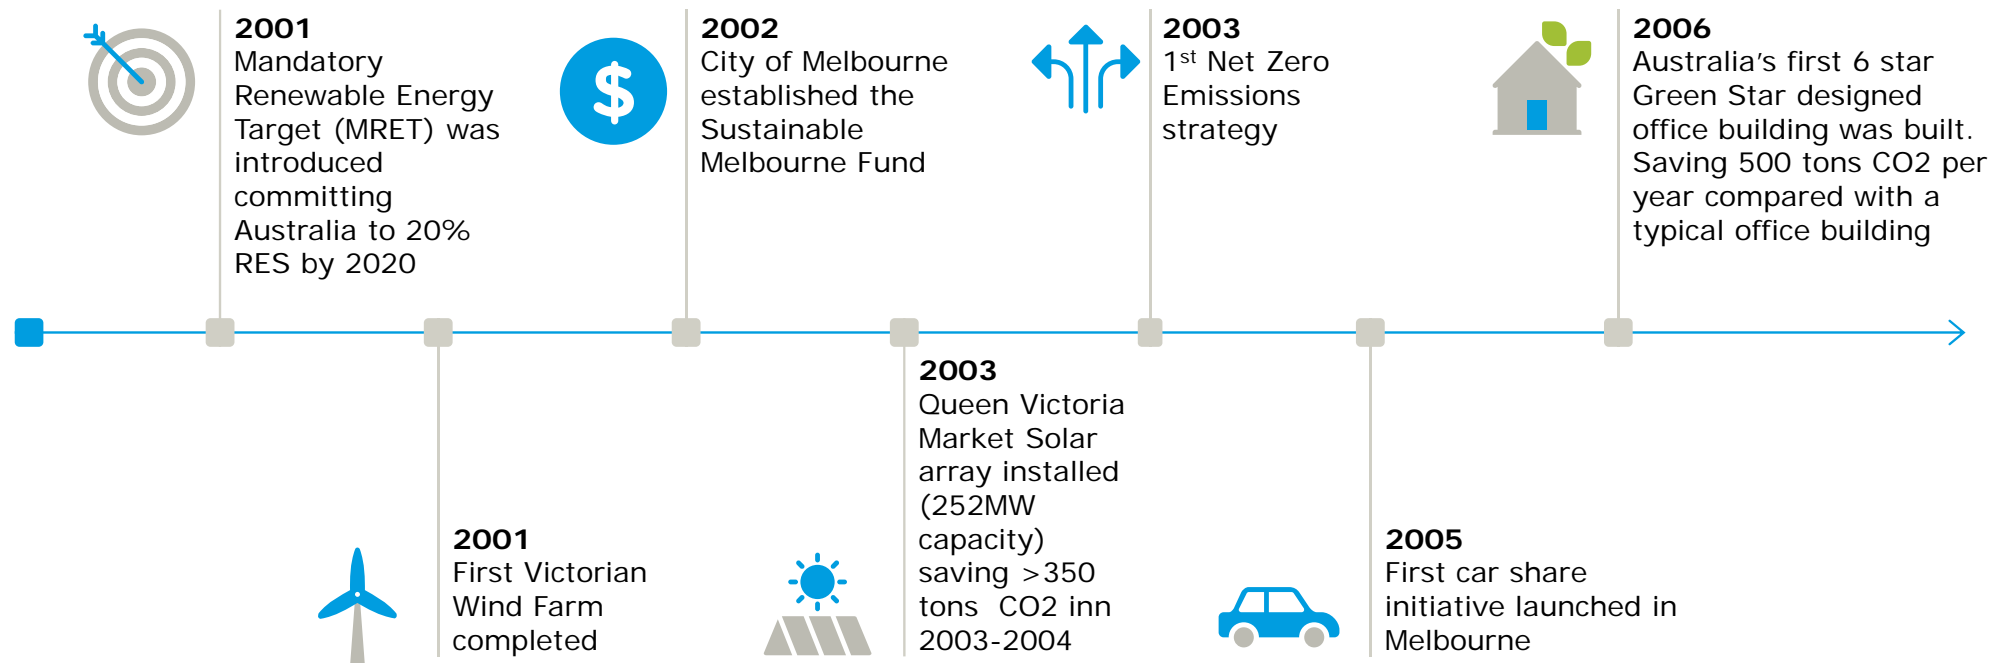 2001
Mandatory
Renewable Energy
Target (MRET) was
introduced
committing
Australia to 20%
RES by 2020
2001
First Victorian
Wind Farm
completed
$
2002
City of Melbourne
established the
Sustainable
Melbourne Fund
2003
Queen Victoria
Market Solar
array installed
(252MW
capacity)
saving >350
tons  CO2 inn
2003-2004
2003
1st Net Zero
Emissions
strategy
2005
First car share
initiative launched in
Melbourne
2006
Australia's first 6 star
Green Star designed
office building was built.
Saving 500 tons CO2 per
year compared with a
typical office building